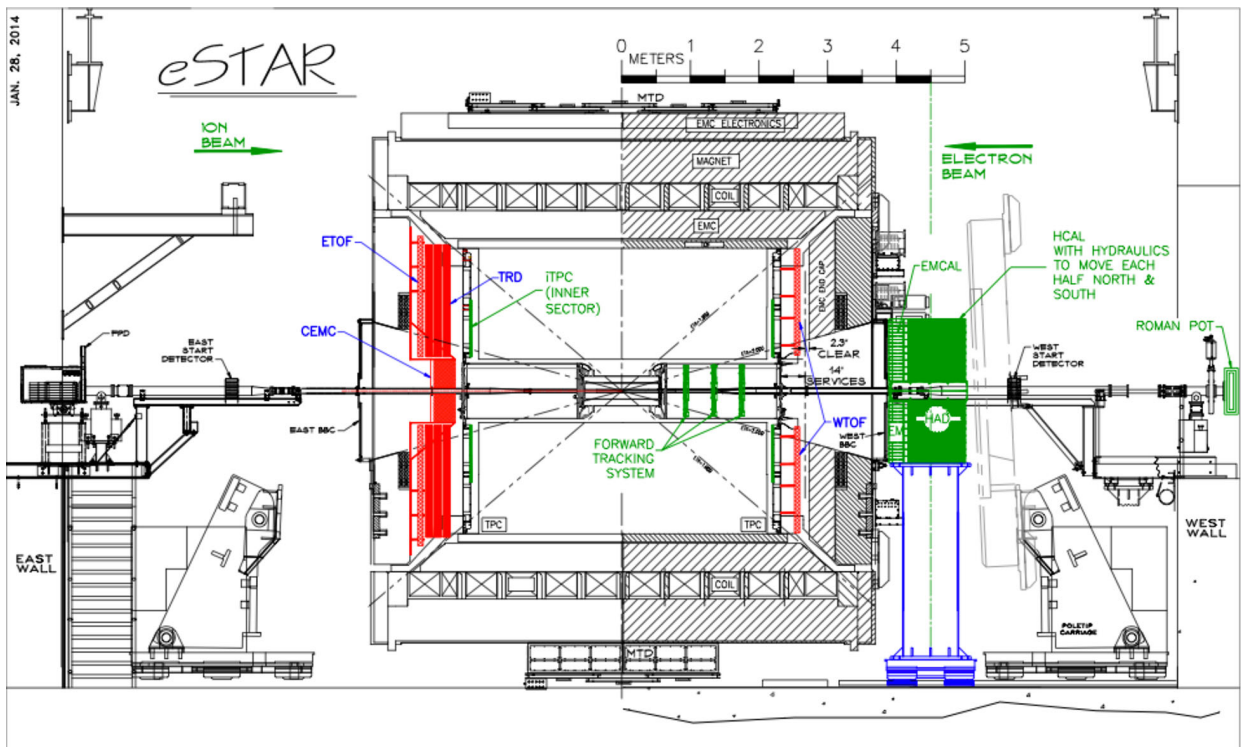 JAN. 28, 2014
eSTAR
0 1 2 3 4 5
METERS
MTD
EMC ELECTRONICS
ION
BEAM
ELECTRON
BEAM
MAGNET
COIL
EMC
ETOF
TRD
iTPC
(INNER
SECTOR)
EMC END CAP
EMCAL
HCAL
WITH HYDRAULICS
TO MOVE EACH
HALF NORTH &
SOUTH
ROMAN POT
CEMC
EAST
START
DETECTOR
2.3"
CLEAR
14"
SERVICES
WEST
START
DETECTOR
EAST BBC
FORWARD
TRACKING
SYSTEM
WTOF
WEST BBC
EM
HAD
TPC
TPC
EAST
WALL
WEST
WALL
COIL
POLETIP
CARRIAGE
MTD